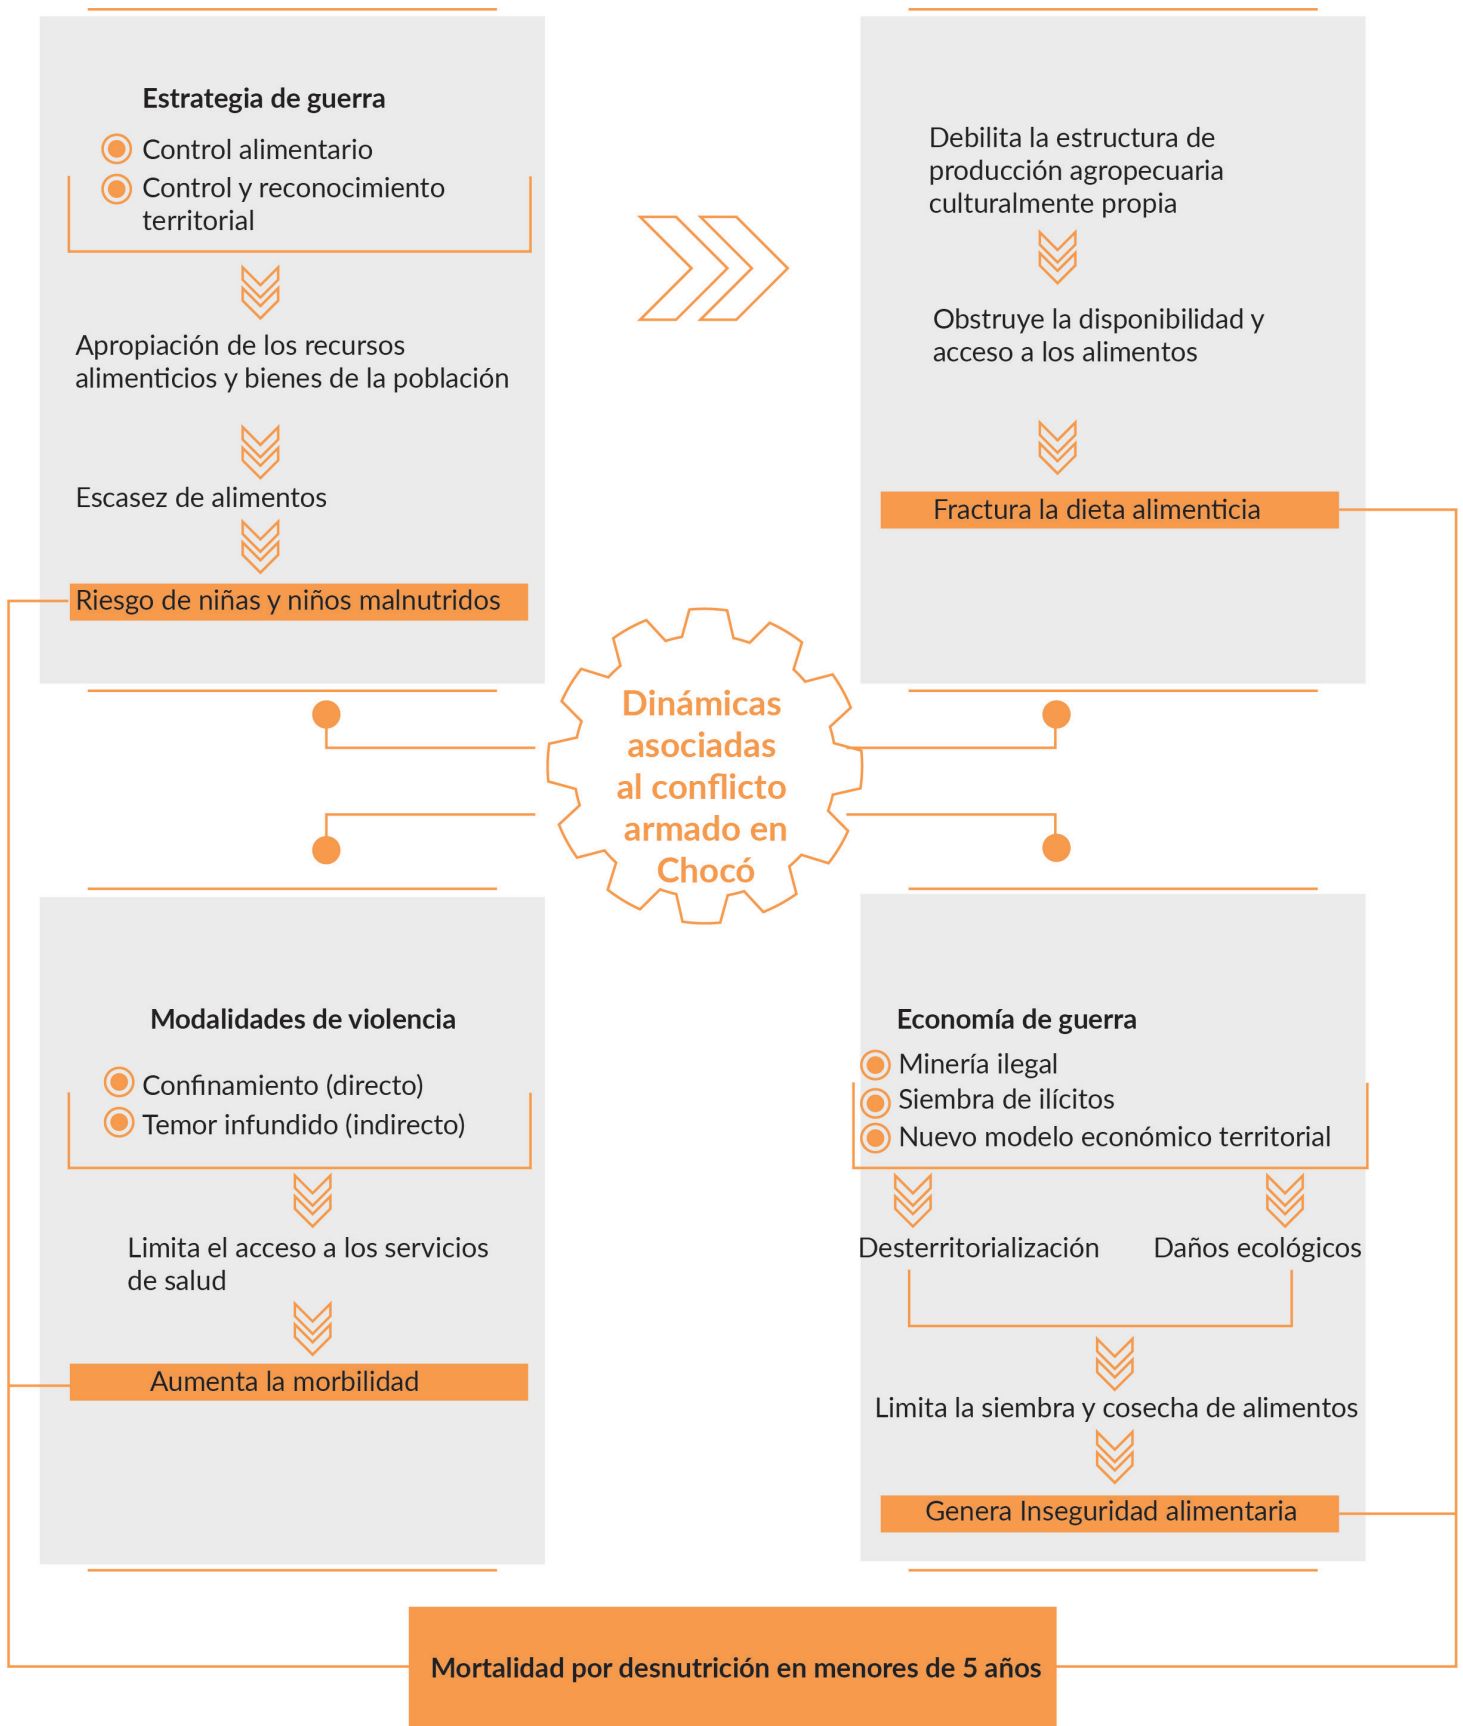 Estrategia de guerra
Control alimentario
Control y reconocimiento
territorial
Apropiación de los recursos
alimenticios y bienes de la población
Escasez de alimentos
Riesgo de niñas y niños malnutridos
Debilita la estructura de
producción agropecuaria
culturalmente propia
Obstruye la disponibilidad y
acceso a los alimentos
Fractura la dieta alimenticia
Dinámicas
asociadas
al conflicto
armado en
Chocó
Modalidades de violencia
Confinamiento (directo)
Temor infundido (indirecto)
Limita el acceso a los servicios
de salud
Aumenta la morbilidad
Economía de guerra
Minería ilegal
Siembra de ilícitos
Nuevo modelo económico territorial
Desterritorialización
Daños ecológicos
Limita la siembra y cosecha de alimentos
Genera Inseguridad alimentaria
Mortalidad por desnutrición en menores de 5 años